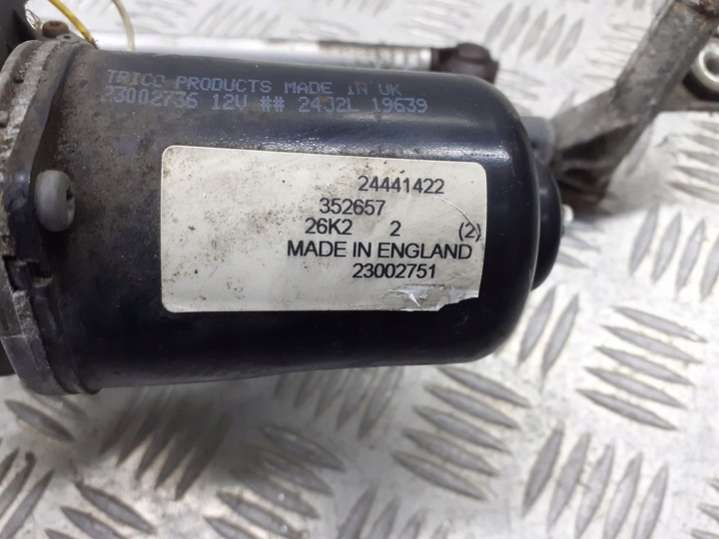 TRICO PRODUCTS MADE IN UK
23002736 12V ## 24J2L 19639
24441422
352657
26K2 2 (2)
MADE IN ENGLAND
23002751